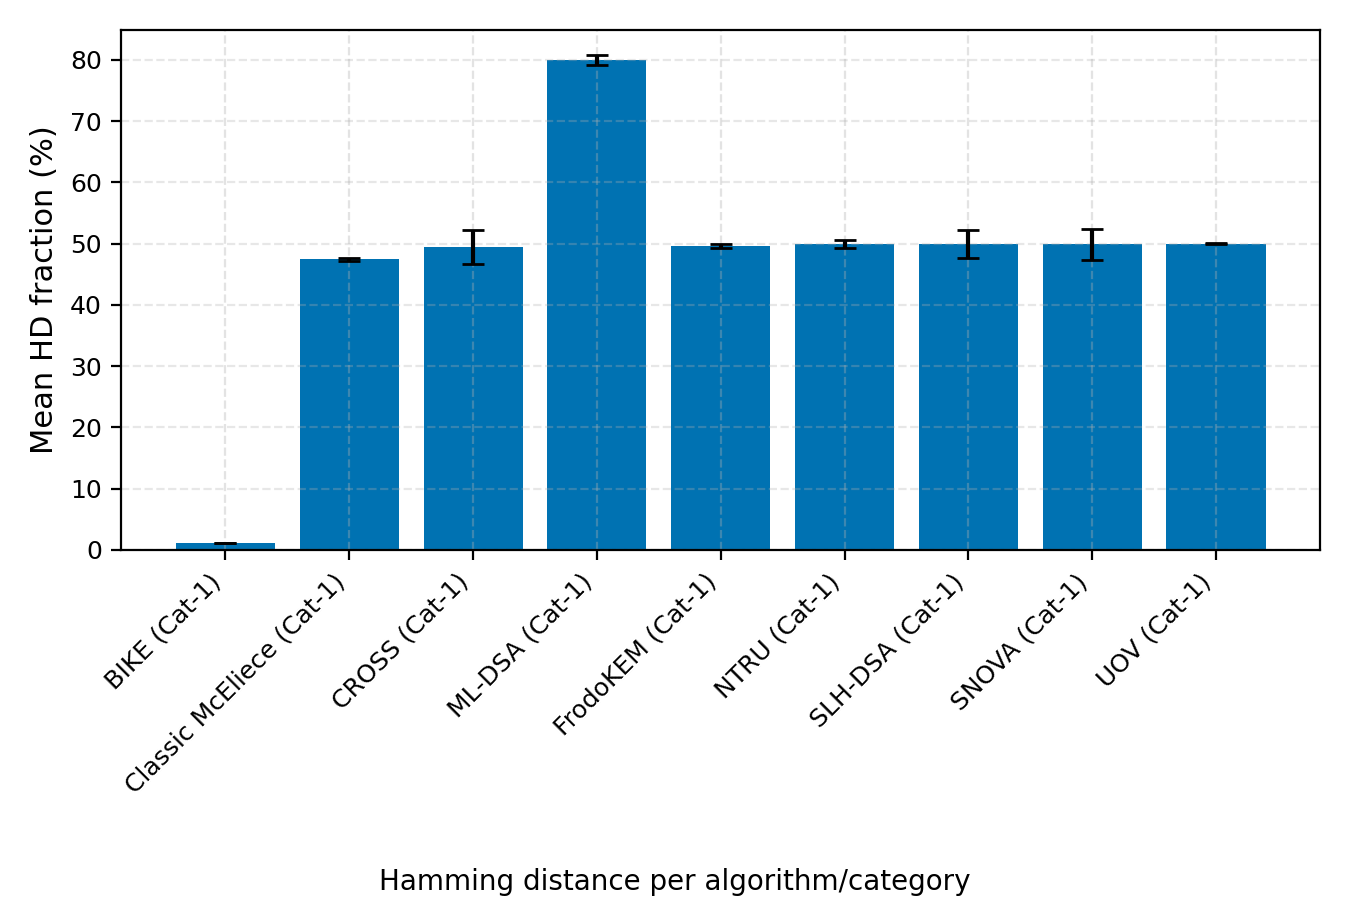 Mean HD fraction (%)
80
70
60
50
40
30
20
10
0
BIKE (Cat-1)
Classic McEliece (Cat-1)
CROSS (Cat-1)
ML-DSA (Cat-1)
FrodoKEM (Cat-1)
NTRU (Cat-1)
SLH-DSA (Cat-1)
SNOVA (Cat-1)
UOV (Cat-1)
Hamming distance per algorithm/category